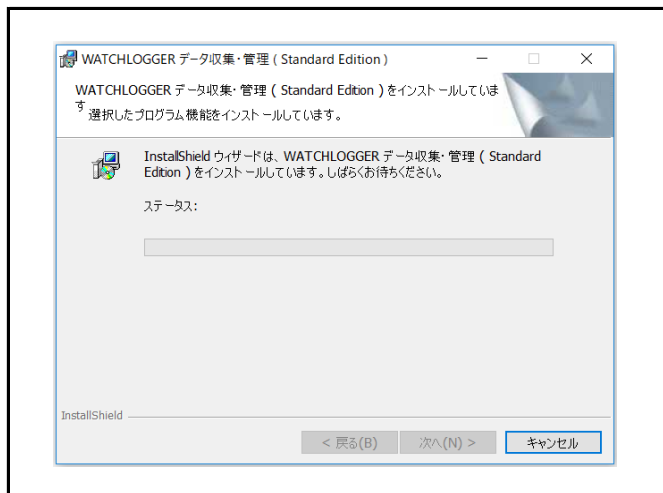 WATCHLOGGER データ収集・管理 ( Standard Edition )
WATCHLOGGER データ収集・管理 ( Standard Edition ) をインストールしていま
す
選択したプログラム機能をインストールしています。
InstallShield ウィザードは、WATCHLOGGER データ収集・管理 ( Standard
Edition ) をインストールしています。しばらくお待ちください。
ステータス:
InstallShield
< 戻る(B)
次へ(N) >
キャンセル